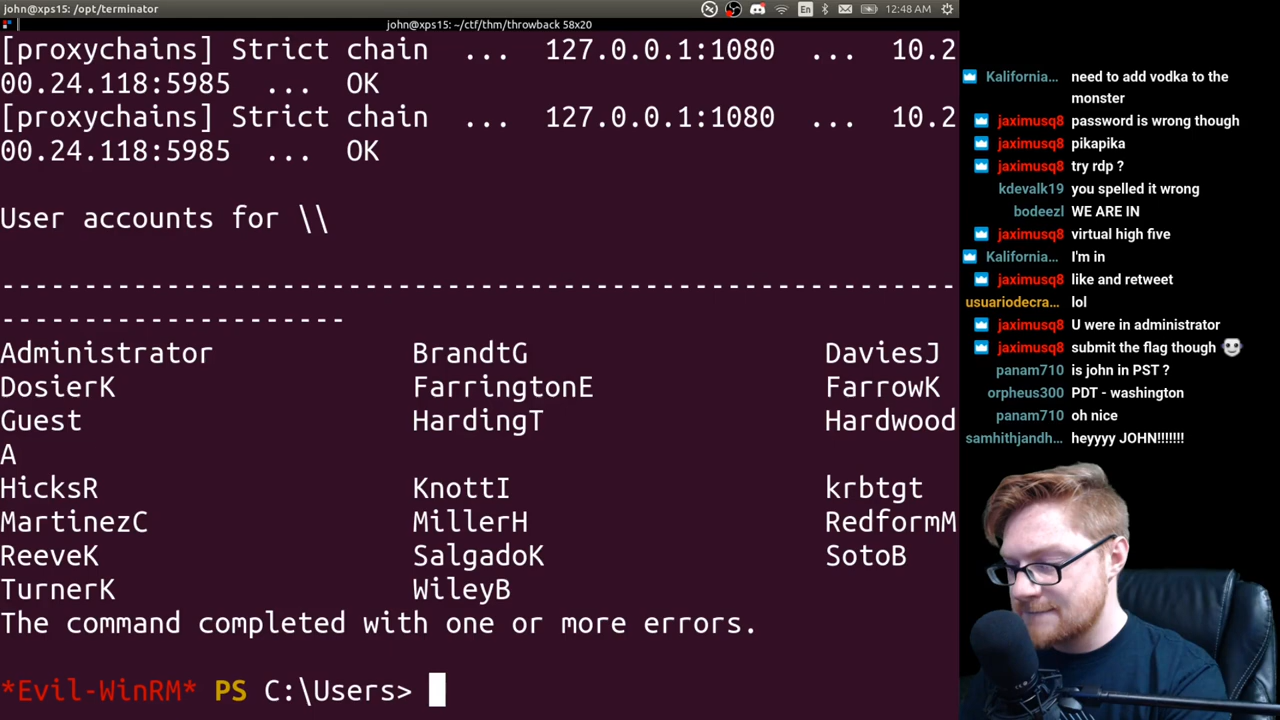 john@xps15: /opt/terminator
En
12:48 AM
john@xps15: ~/ctf/thm/throwback 58x20
[proxychains] Strict chain  ...  127.0.0.1:1080  ...  10.2
00.24.118:5985  ...  OK
[proxychains] Strict chain  ...  127.0.0.1:1080  ...  10.2
00.24.118:5985  ...  OK
User accounts for \\
----------------------------------------------------------
---------------------
Administrator            BrandtG                  DaviesJ
DosierK                  FarringtonE              FarrowK
Guest                    HardingT                 Hardwood
A
HicksR                   KnottI                   krbtgt
MartinezC                MillerH                  RedformM
ReeveK                   SalgadoK                 SotoB
TurnerK                  WileyB
The command completed with one or more errors.
*Evil-WinRM* PS C:\Users>
Kalifornia… need to add vodka to the
monster
jaximusq8 password is wrong though
jaximusq8 pikapika
jaximusq8 try rdp ?
kdevalk19 you spelled it wrong
bodeezl WE ARE IN
jaximusq8 virtual high five
Kalifornia… I'm in
jaximusq8 like and retweet
usuariodecra… lol
jaximusq8 U were in administrator
jaximusq8 submit the flag though
panam710 is john in PST ?
orpheus300 PDT - washington
panam710 oh nice
samhithjandh… heyyyy JOHN!!!!!!!